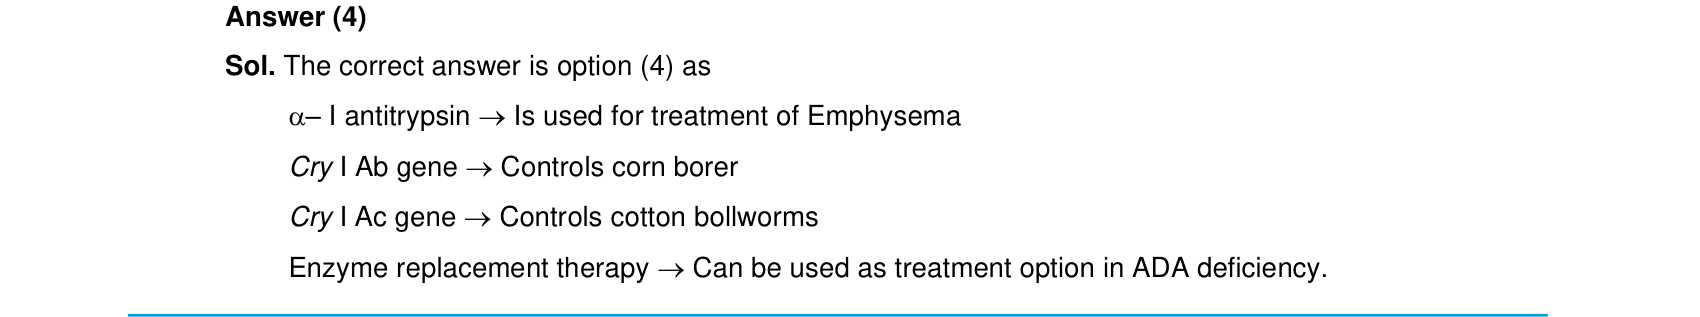 Answer (4)
Sol. The correct answer is option (4) as
α– I antitrypsin → Is used for treatment of Emphysema
Cry I Ab gene → Controls corn borer
Cry I Ac gene → Controls cotton bollworms
Enzyme replacement therapy → Can be used as treatment option in ADA deficiency.